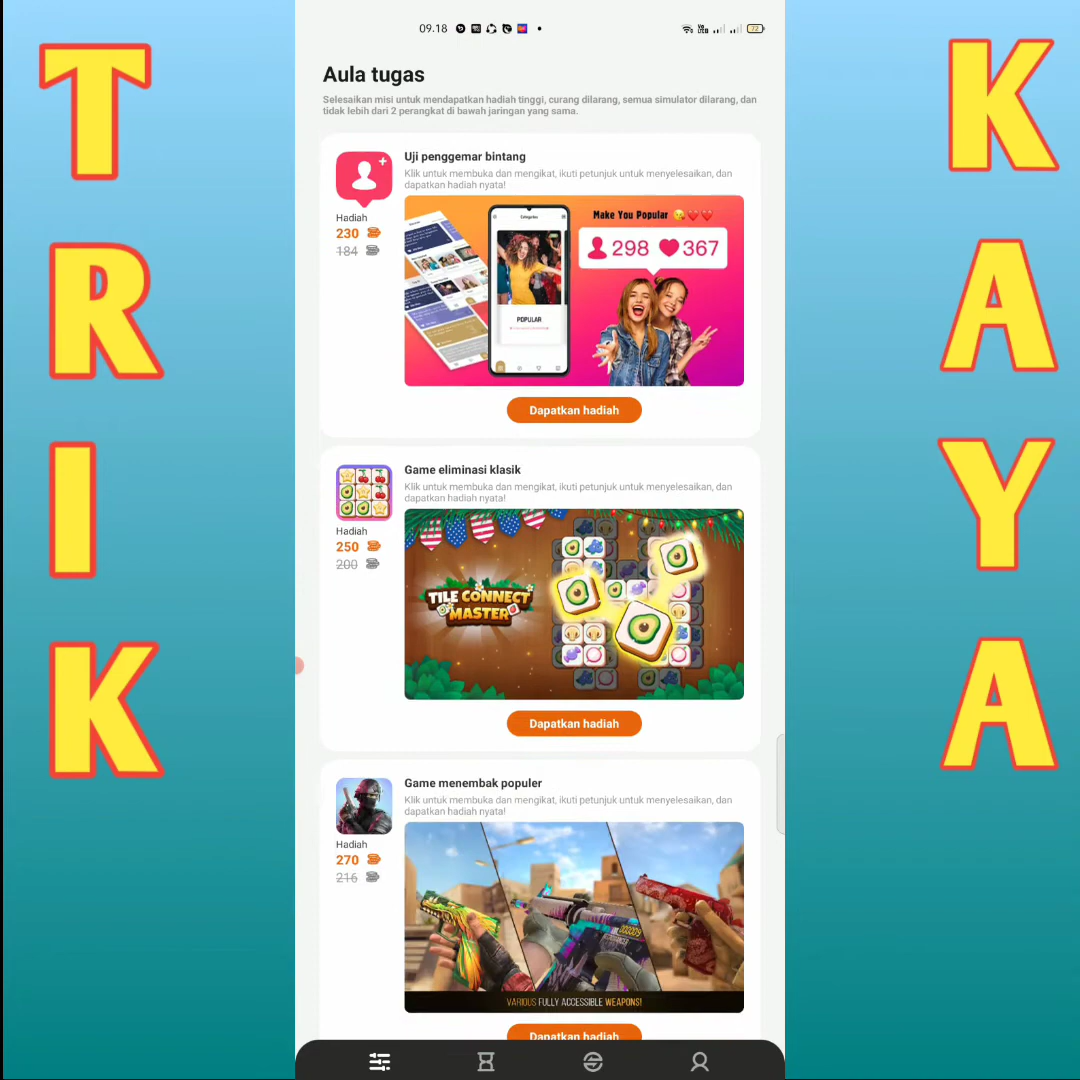 TRIK
KAYA
09.18
72
Aula tugas
Selesaikan misi untuk mendapatkan hadiah tinggi, curang dilarang, semua simulator dilarang, dan
tidak lebih dari 2 perangkat di bawah jaringan yang sama.
Uji penggemar bintang
Klik untuk membuka dan mengikat, ikuti petunjuk untuk menyelesaikan, dan
dapatkan hadiah nyata!
Hadiah
230
184
Categories
POPULAR
Make You Popular
298 367
Dapatkan hadiah
Game eliminasi klasik
Klik untuk membuka dan mengikat, ikuti petunjuk untuk menyelesaikan, dan
dapatkan hadiah nyata!
Hadiah
250
200
TILE CONNECT
MASTER
Dapatkan hadiah
Game menembak populer
Klik untuk membuka dan mengikat, ikuti petunjuk untuk menyelesaikan, dan
dapatkan hadiah nyata!
Hadiah
270
216
VARIOUS FULLY ACCESSIBLE WEAPONS!
Dapatkan hadiah